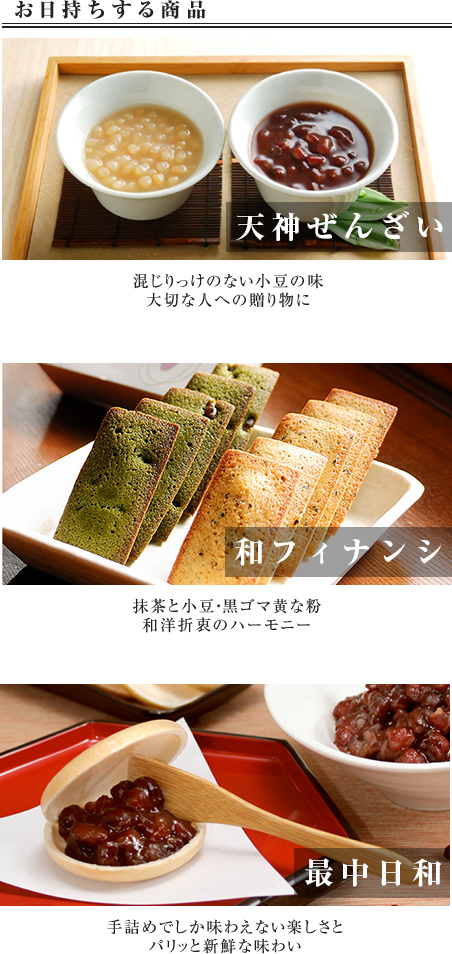 お日持ちする商品
天神ぜんざい
混じりっけのない小豆の味
大切な人への贈り物に
和フィナンシ
抹茶と小豆・黒ゴマ黄な粉
和洋折衷のハーモニー
最中日和
手詰めでしか味わえない楽しさと
パリッと新鮮な味わい